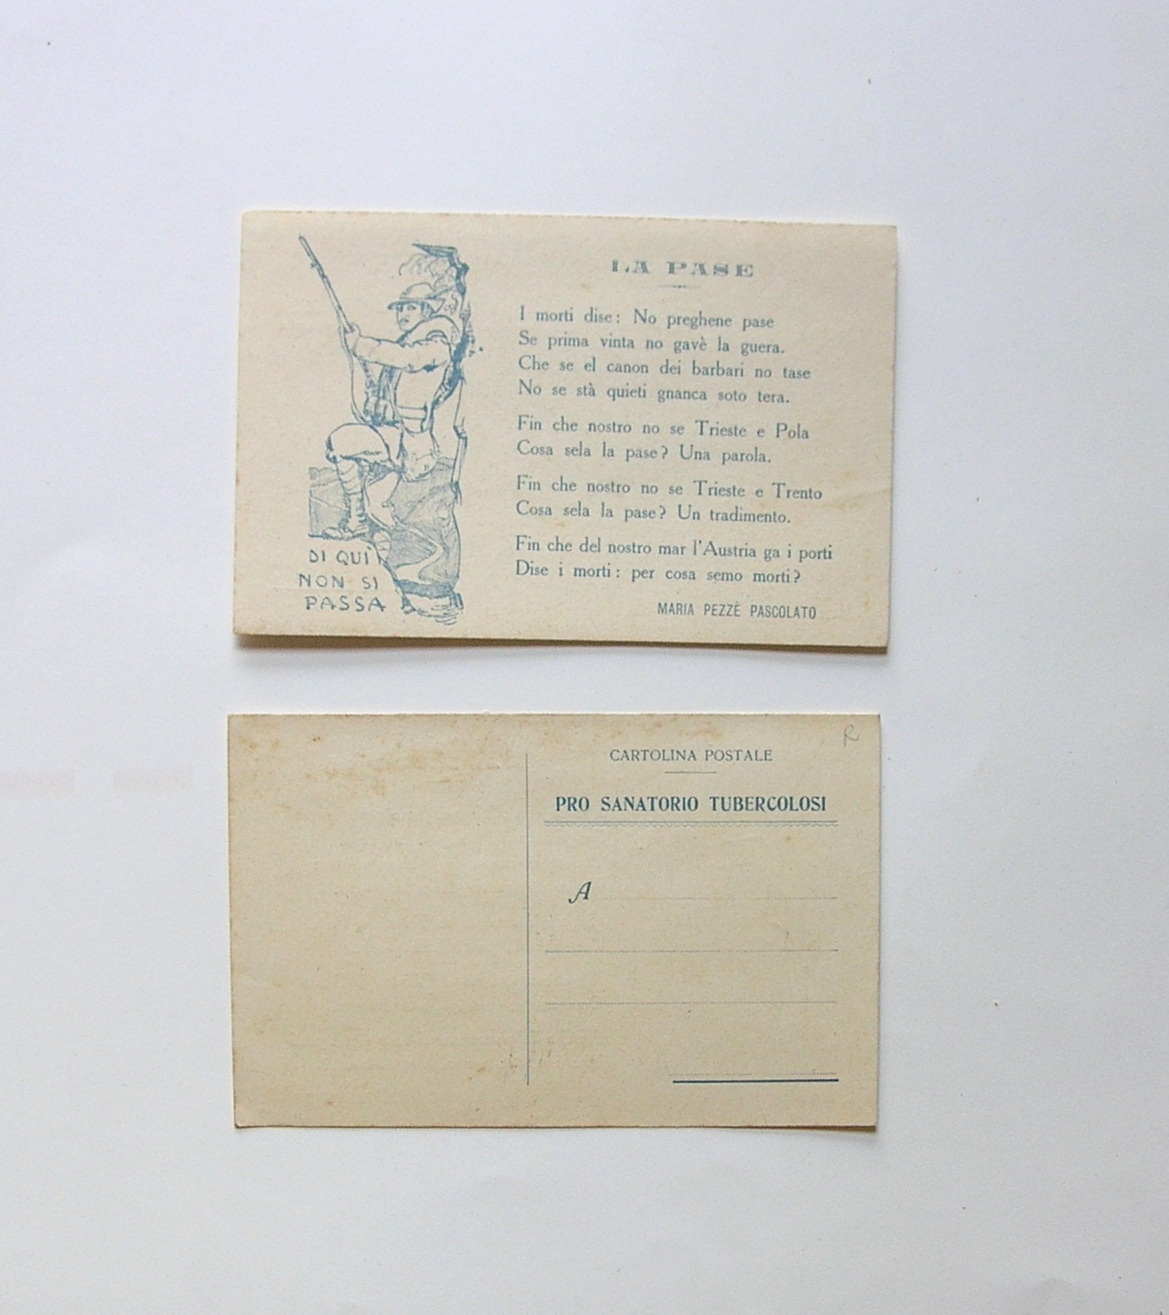 LA PASE
I morti dise: No preghene pase
Se prima vinta no gavè la guera.
Che se el canon dei barbari no tase
No se stà quieti gnanca soto tera.
Fin che nostro no se Trieste e Pola
Cosa sela la pase? Una parola.
Fin che nostro no se Trieste e Trento
Cosa sela la pase? Un tradimento.
Fin che del nostro mar l'Austria ga i porti
Dise i morti: per cosa semo morti?
MARIA PEZZÈ PASCOLATO
DI QUÌ
NON SI
PASSA
R
CARTOLINA POSTALE
PRO SANATORIO TUBERCOLOSI
A